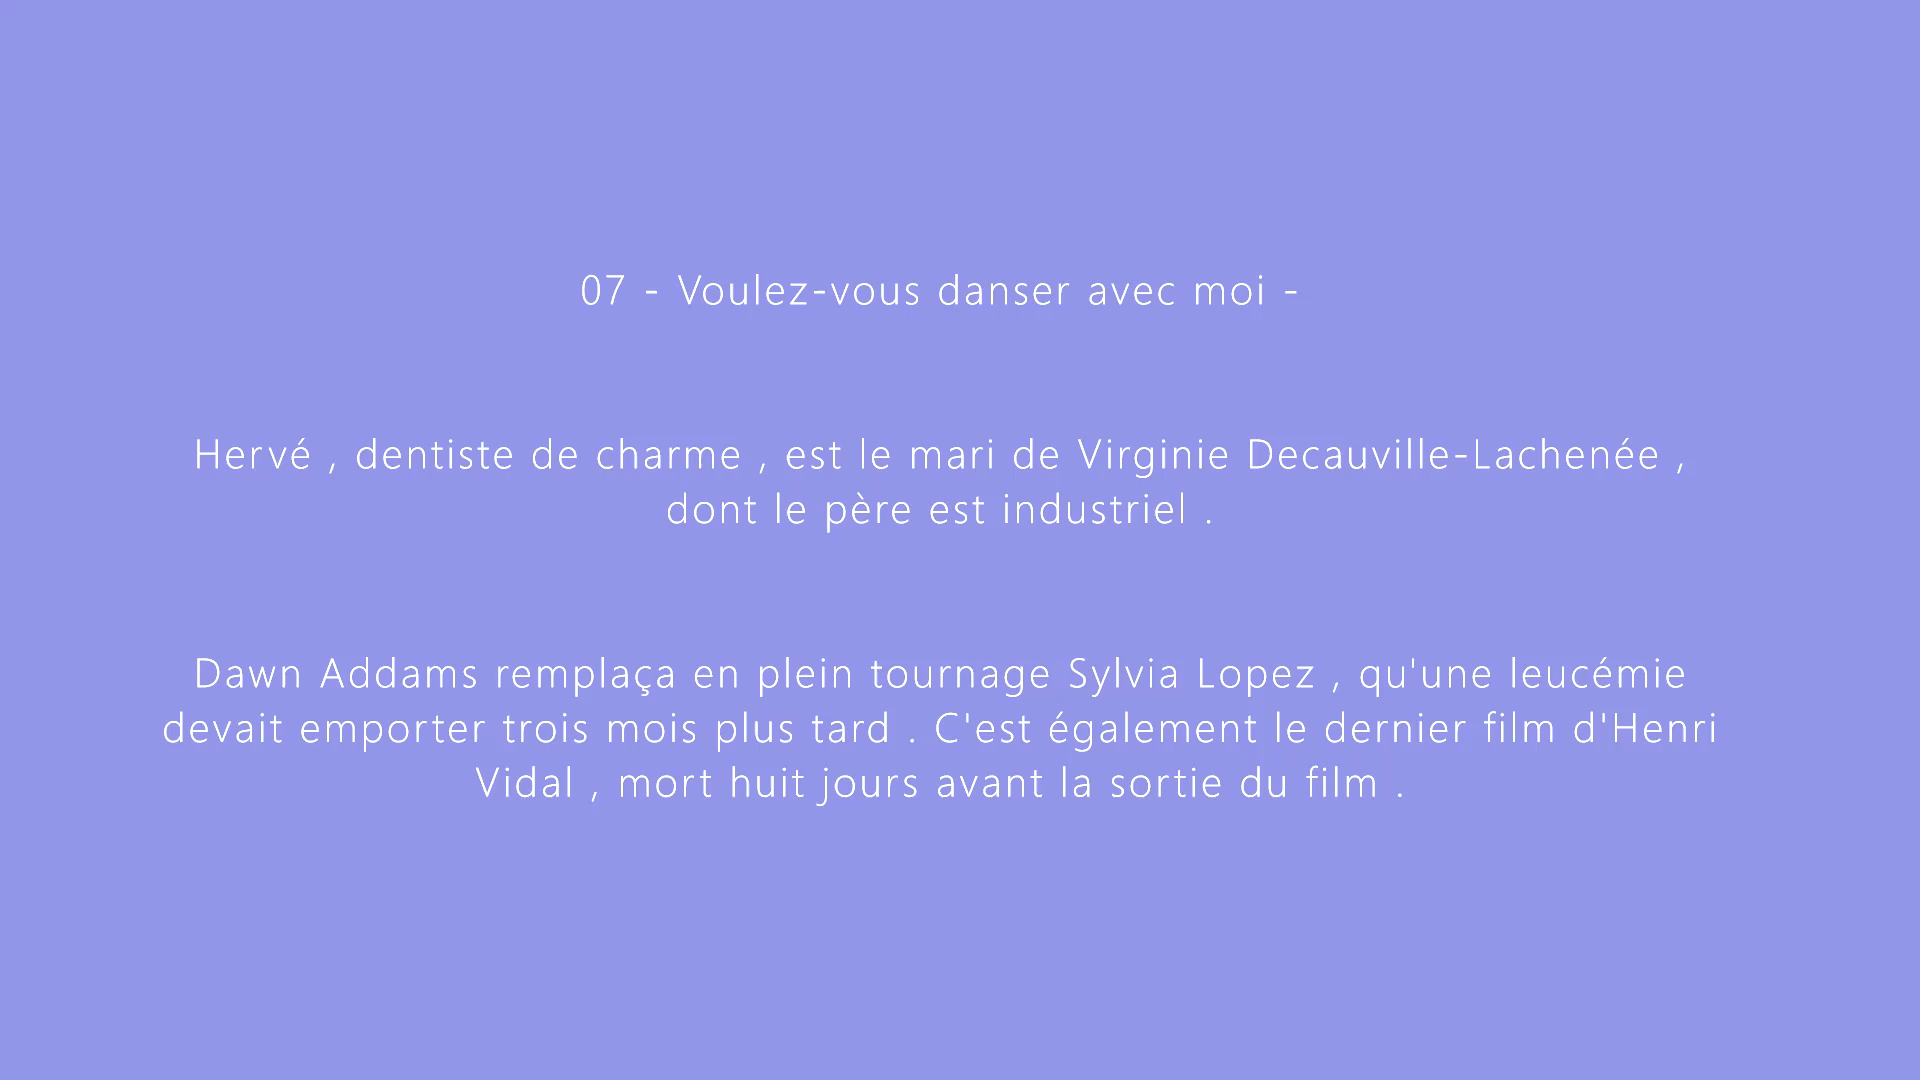 07 - Voulez-vous danser avec moi -
Hervé , dentiste de charme , est le mari de Virginie Decauville-Lachenée ,
dont le père est industriel .
Dawn Addams remplaça en plein tournage Sylvia Lopez , qu'une leucémie
devait emporter trois mois plus tard . C'est également le dernier film d'Henri
Vidal , mort huit jours avant la sortie du film .